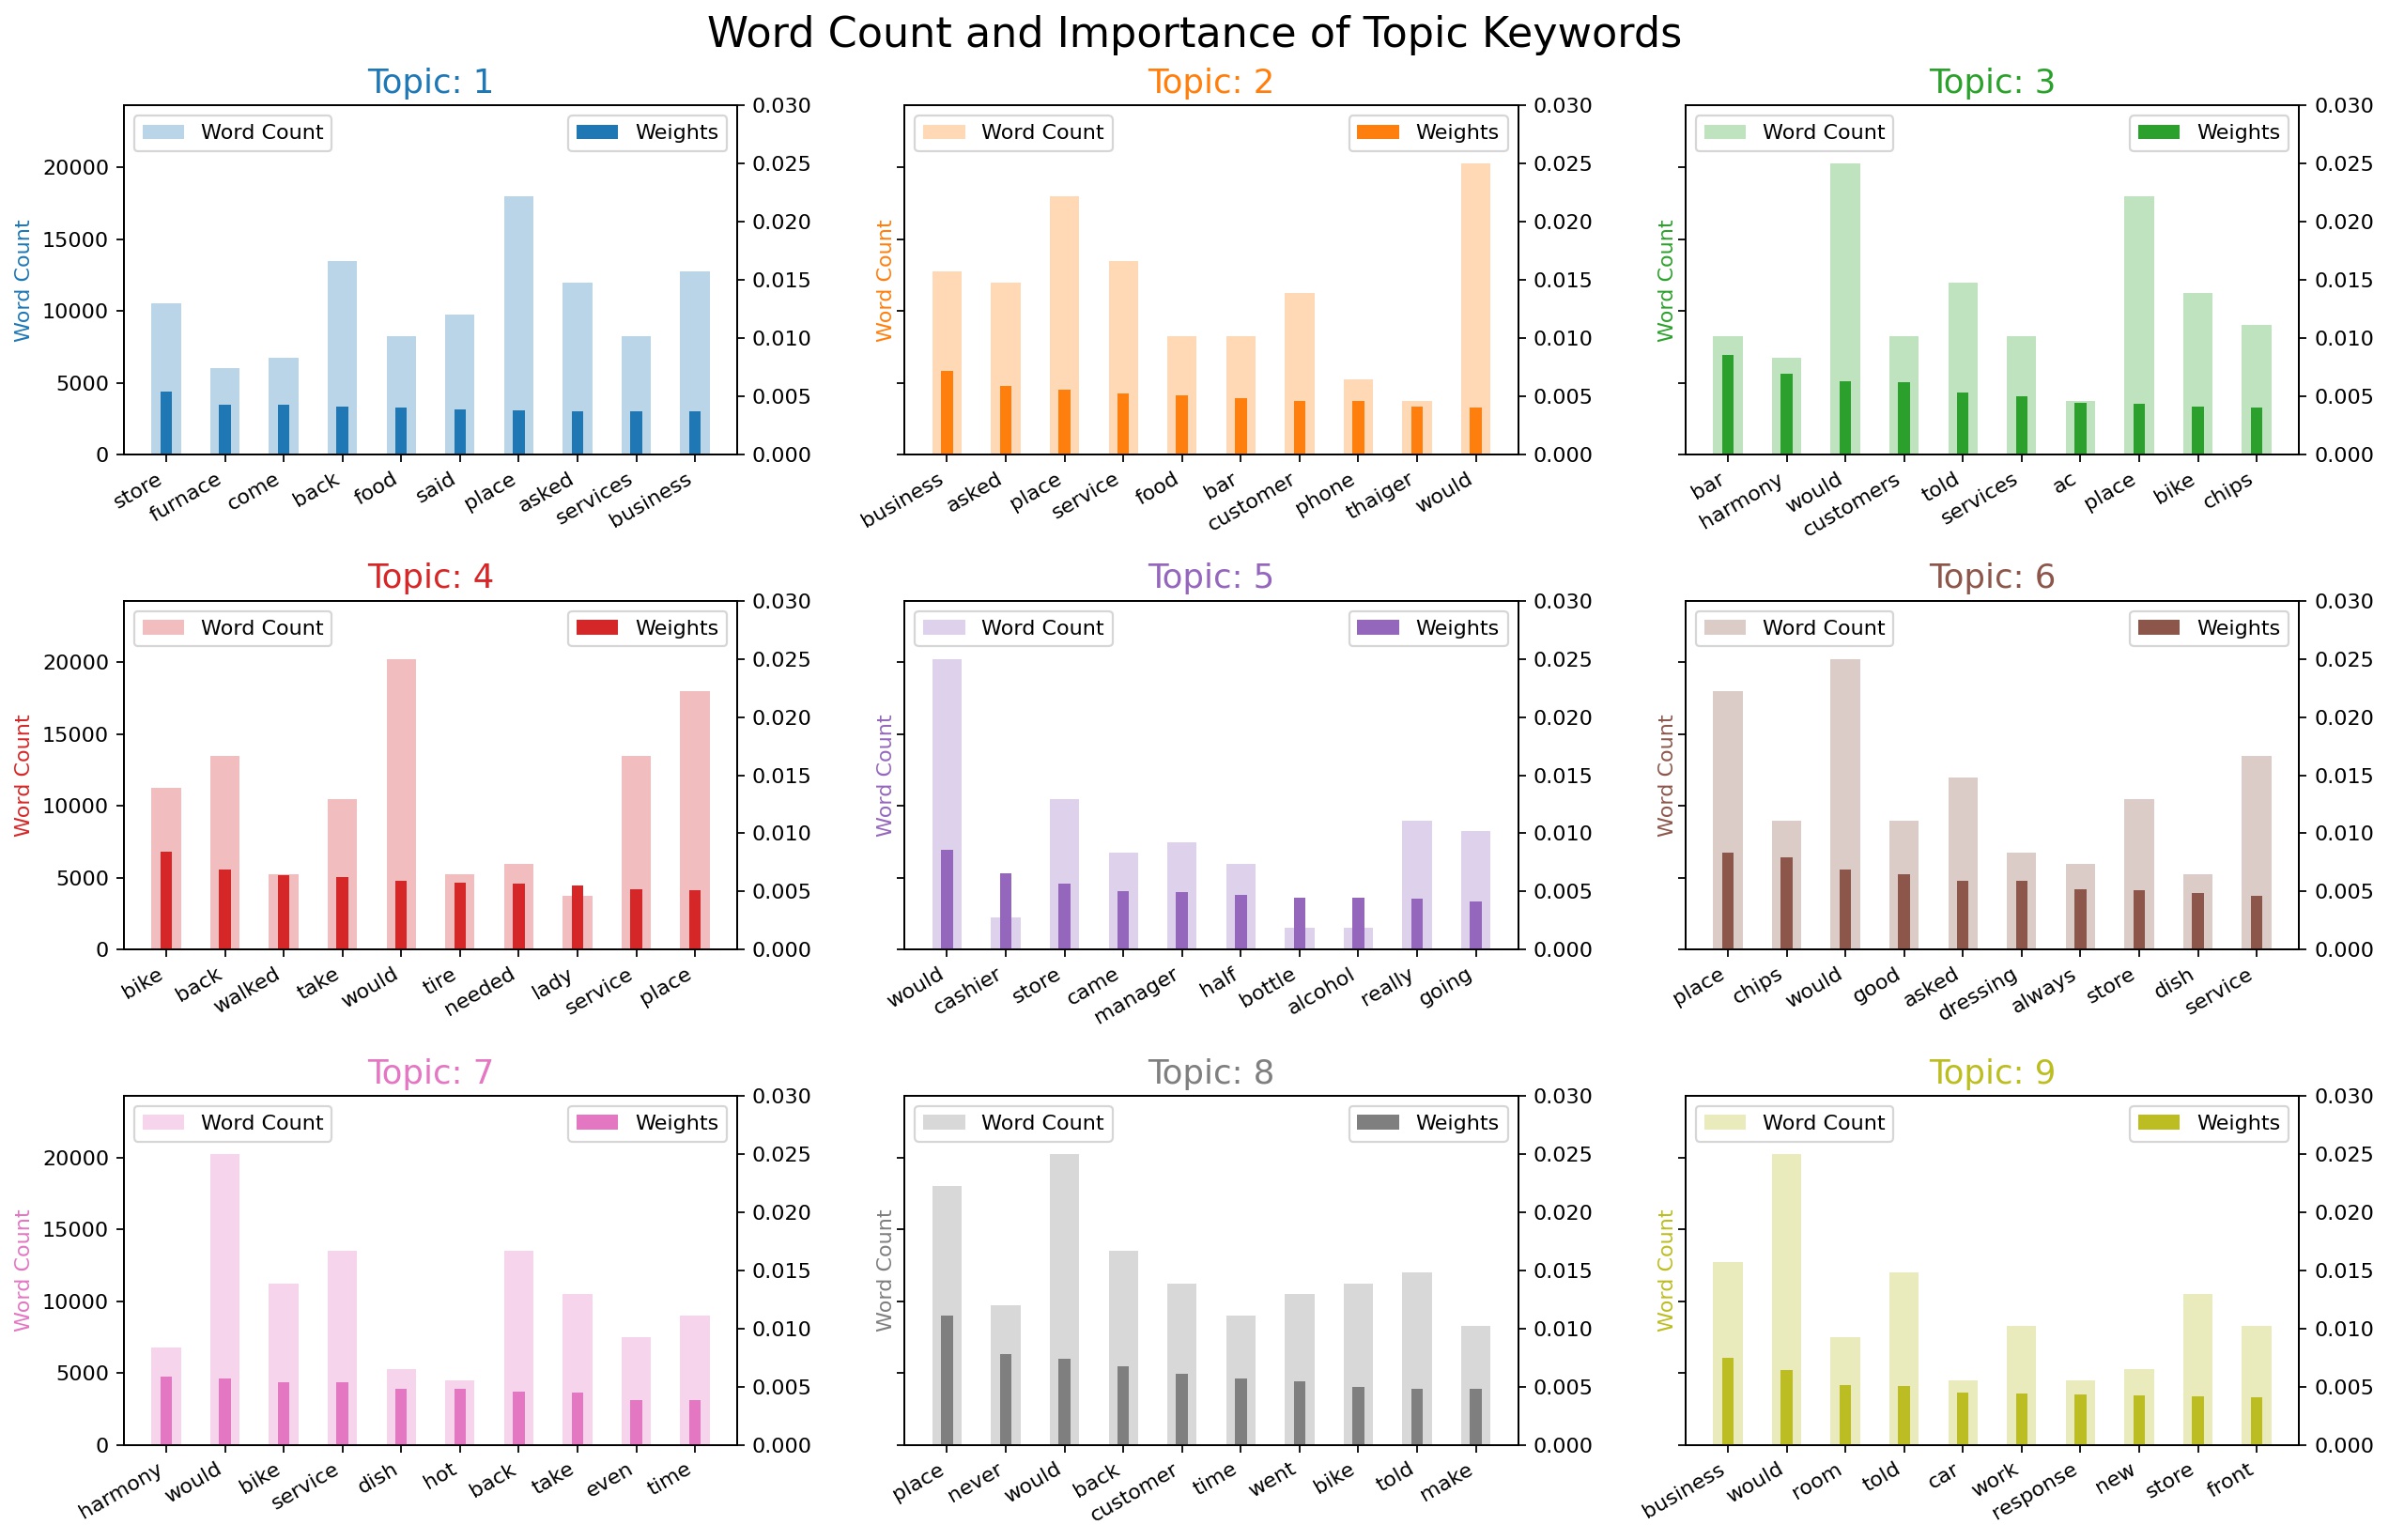 Word Count and Importance of Topic Keywords
Topic: 1
Word Count
Weights
Word Count
20000
15000
10000
5000
0
0.030
0.025
0.020
0.015
0.010
0.005
0.000
store furnace come back food said place asked services business
Topic: 2
Word Count
Weights
Word Count
0.030
0.025
0.020
0.015
0.010
0.005
0.000
business asked place service food bar customer phone thaiger would
Topic: 3
Word Count
Weights
Word Count
0.030
0.025
0.020
0.015
0.010
0.005
0.000
bar harmony would customers told services ac place bike chips
Topic: 4
Word Count
Weights
Word Count
20000
15000
10000
5000
0
0.030
0.025
0.020
0.015
0.010
0.005
0.000
bike back walked take would tire needed lady service place
Topic: 5
Word Count
Weights
Word Count
0.030
0.025
0.020
0.015
0.010
0.005
0.000
would cashier store came manager half bottle alcohol really going
Topic: 6
Word Count
Weights
Word Count
0.030
0.025
0.020
0.015
0.010
0.005
0.000
place chips would good asked dressing always store dish service
Topic: 7
Word Count
Weights
Word Count
20000
15000
10000
5000
0
0.030
0.025
0.020
0.015
0.010
0.005
0.000
harmony would bike service dish hot back take even time
Topic: 8
Word Count
Weights
Word Count
0.030
0.025
0.020
0.015
0.010
0.005
0.000
place never would back customer time went bike told make
Topic: 9
Word Count
Weights
Word Count
0.030
0.025
0.020
0.015
0.010
0.005
0.000
business would room told car work response new store front